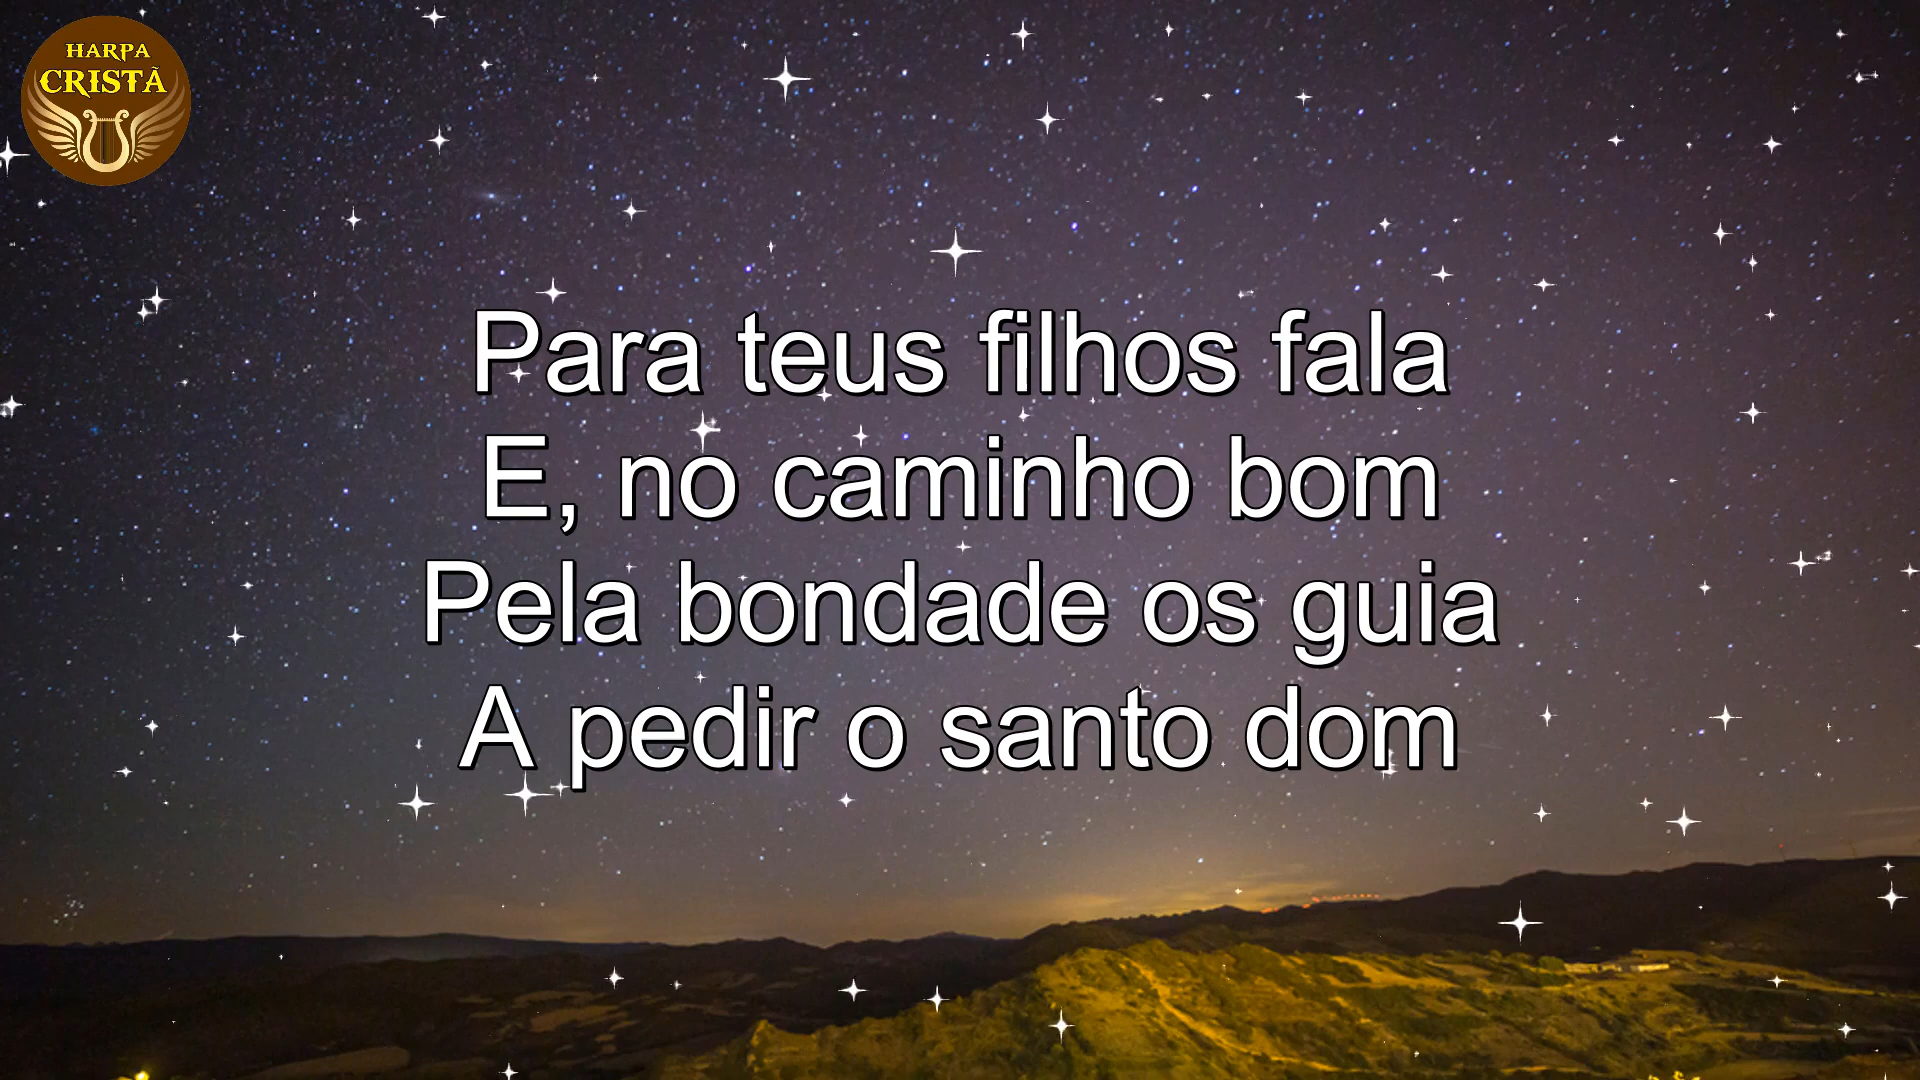 HARPA
CRISTÃ
Para teus filhos fala
E, no caminho bom
Pela bondade os guia
A pedir o santo dom